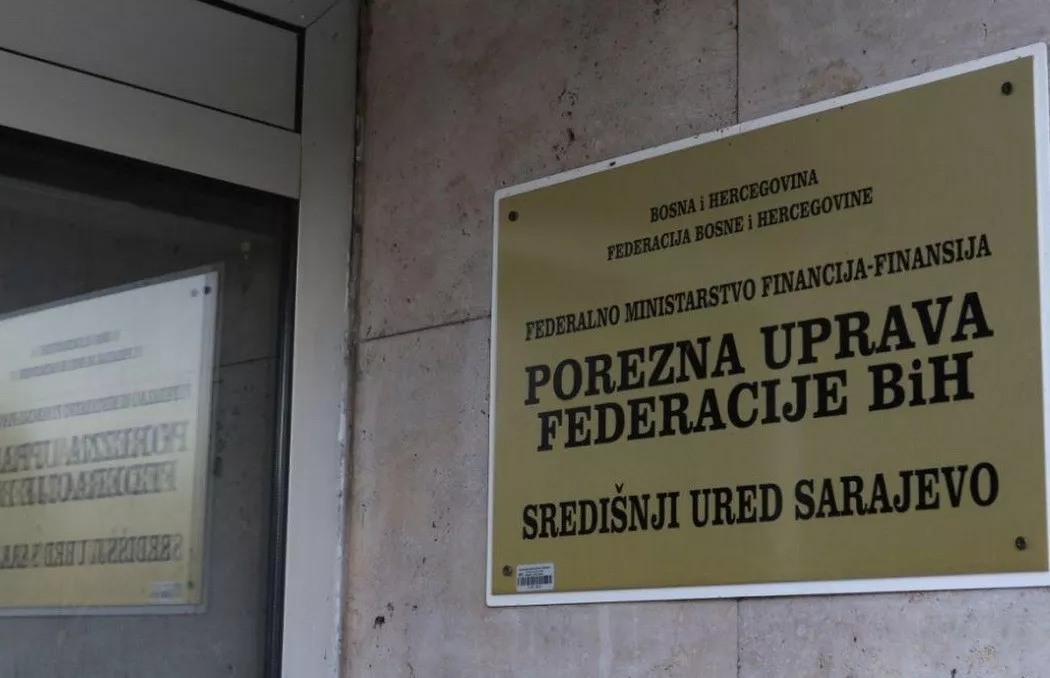 BOSNA i HERCEGOVINA
FEDERACIJA BOSNE i HERCEGOVINE
FEDERALNO MINISTARSTVO FINANCIJA-FINANSIJA
POREZNA UPRAVA
FEDERACIJE BiH
SREDIŠNJI URED SARAJEVO